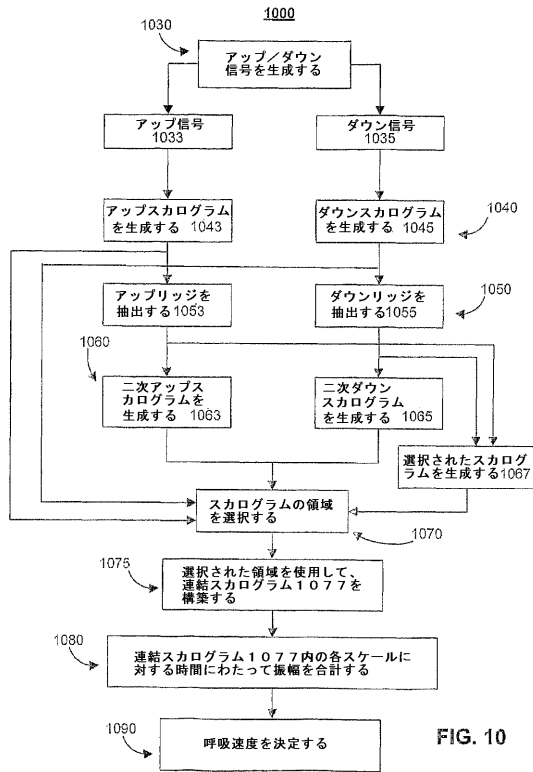 1000
1030
アップ／ダウン
信号を生成する
アップ信号
1033
ダウン信号
1035
アップスカログラム
を生成する 1043
ダウンスカログラム
を生成する 1045
1040
アップリッジを
抽出する1053
ダウンリッジを
抽出する1055
1050
1060
二次アップス
カログラムを
生成する 1063
二次ダウン
スカログラム
を生成する 1065
選択されたスカログ
ラムを生成する1067
スカログラムの領域
を選択する
1070
1075
選択された領域を使用して、
連結スカログラム１０７７を
構築する
1080
連結スカログラム１０７７内の各スケールに
対する時間にわたって振幅を合計する
1090
呼吸速度を決定する
FIG. 10